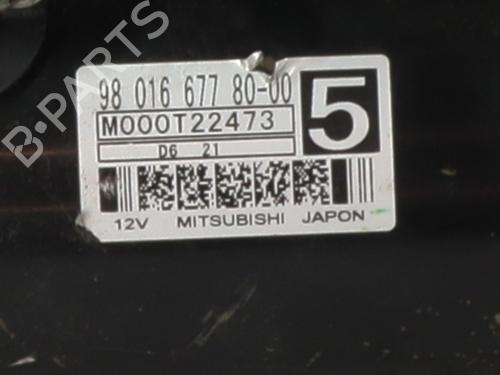 98 016 677 80-00
M000T22473
5
D6 21
12V MITSUBISHI JAPON
B-PARTS